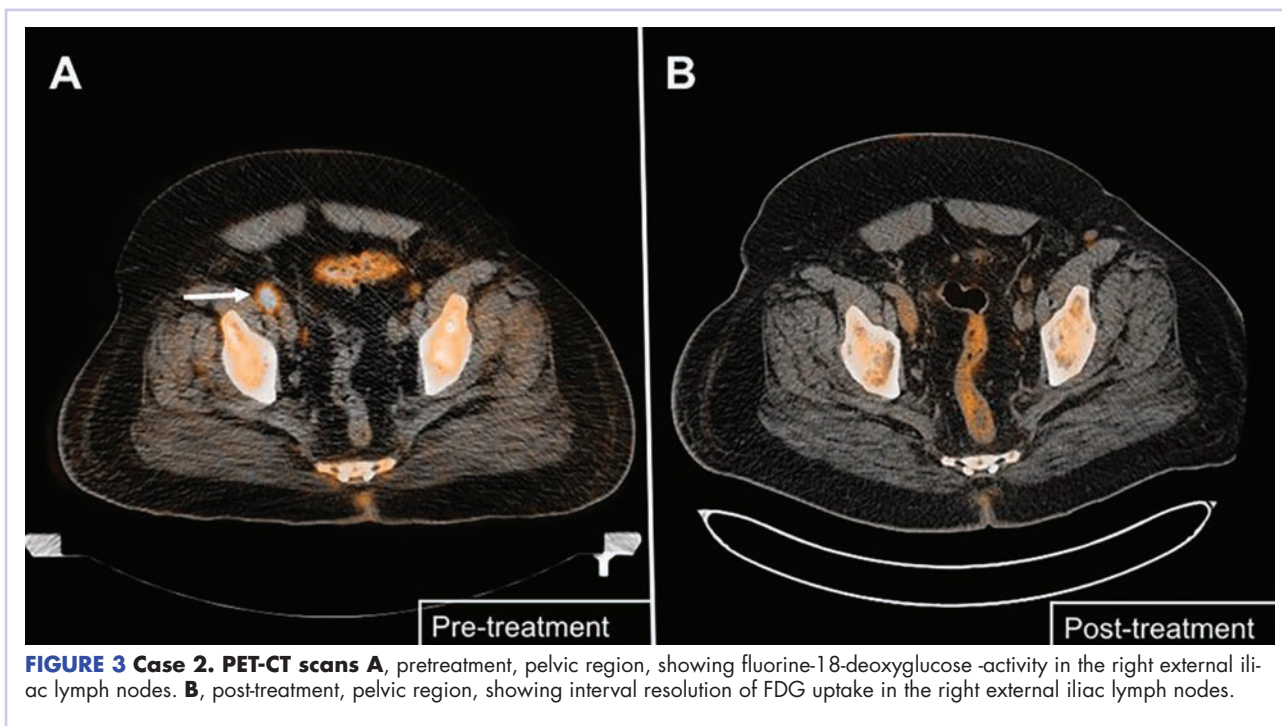 A
B
Pre-treatment
Post-treatment
FIGURE 3 Case 2. PET-CT scans A, pretreatment, pelvic region, showing fluorine-18-deoxyglucose -activity in the right external ili-
ac lymph nodes. B, post-treatment, pelvic region, showing interval resolution of FDG uptake in the right external iliac lymph nodes.